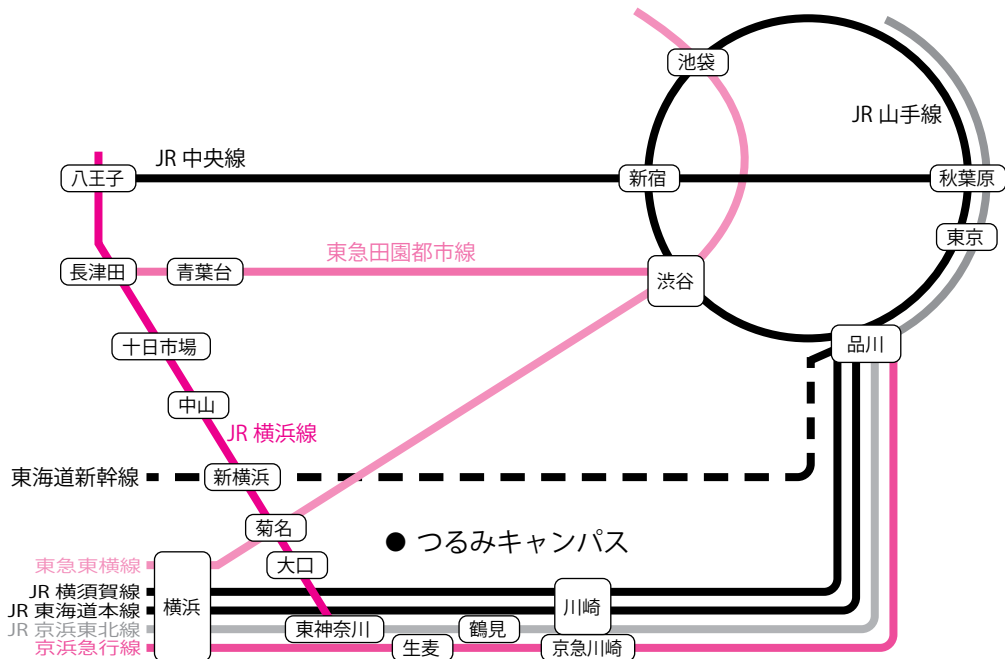 池袋
JR 山手線
JR 中央線
八王子
新宿
秋葉原
東京
東急田園都市線
長津田
青葉台
渋谷
十日市場
品川
中山
JR 横浜線
東海道新幹線
新横浜
菊名
つるみキャンパス
東急東横線
大口
JR 横須賀線
横浜
川崎
JR 東海道本線
JR 京浜東北線
東神奈川
鶴見
京浜急行線
生麦
京急川崎